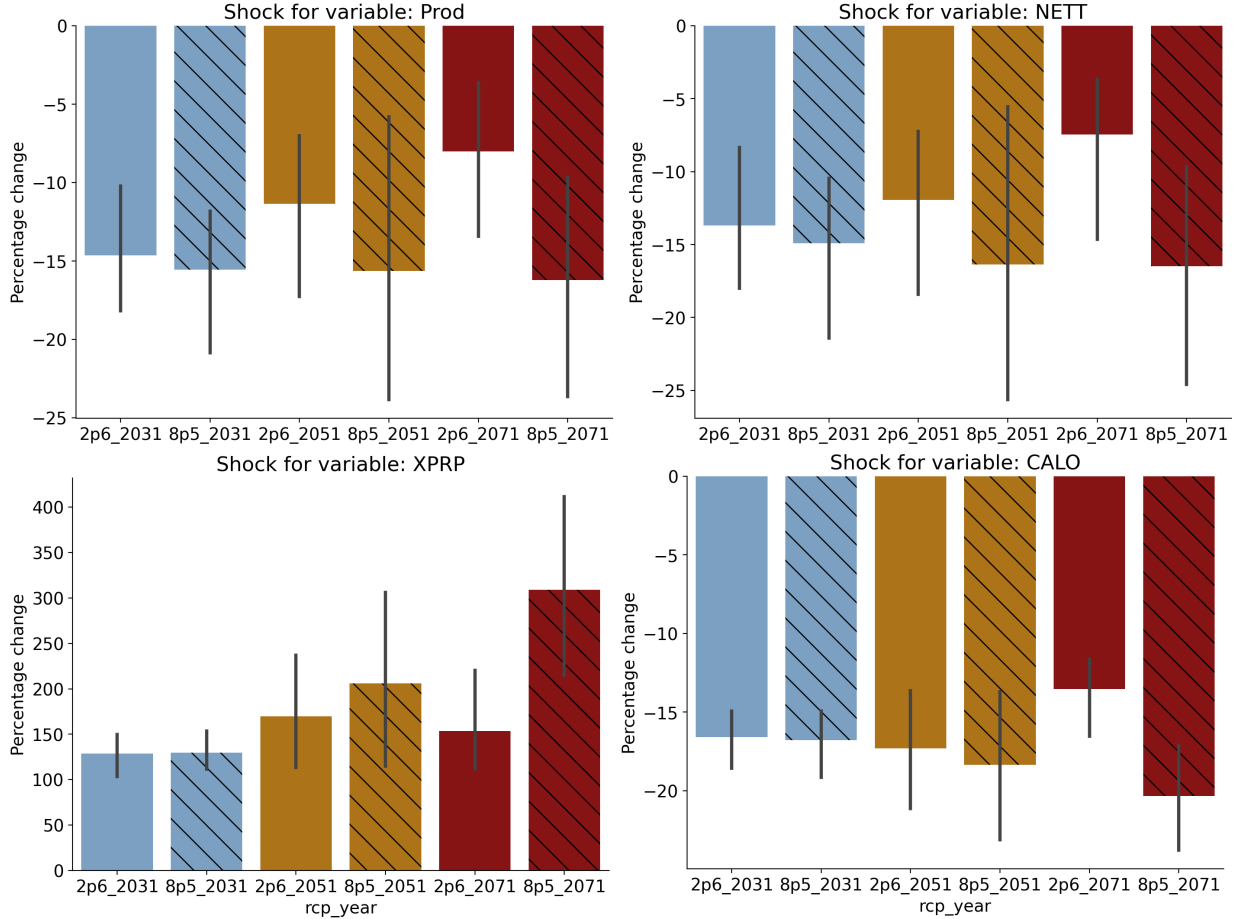 Shock for variable: Prod
Percentage change
0
−5
−10
−15
−20
−25
2p6_2031 8p5_2031 2p6_2051 8p5_2051 2p6_2071 8p5_2071
Shock for variable: NETT
Percentage change
0
−5
−10
−15
−20
−25
2p6_2031 8p5_2031 2p6_2051 8p5_2051 2p6_2071 8p5_2071
Shock for variable: XPRP
Percentage change
400
350
300
250
200
150
100
50
0
2p6_2031 8p5_2031 2p6_2051 8p5_2051 2p6_2071 8p5_2071
rcp_year
Shock for variable: CALO
Percentage change
0
−5
−10
−15
−20
2p6_2031 8p5_2031 2p6_2051 8p5_2051 2p6_2071 8p5_2071
rcp_year